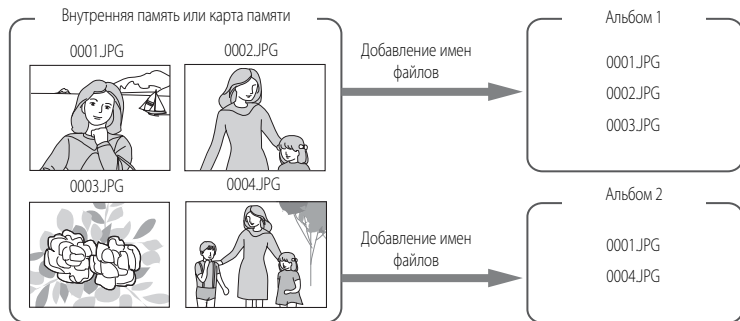 Внутренняя память или карта памяти
0001.JPG
0002.JPG
0003.JPG
0004.JPG
Добавление имен
файлов
Альбом 1
0001.JPG
0002.JPG
0003.JPG
Добавление имен
файлов
Альбом 2
0001.JPG
0004.JPG